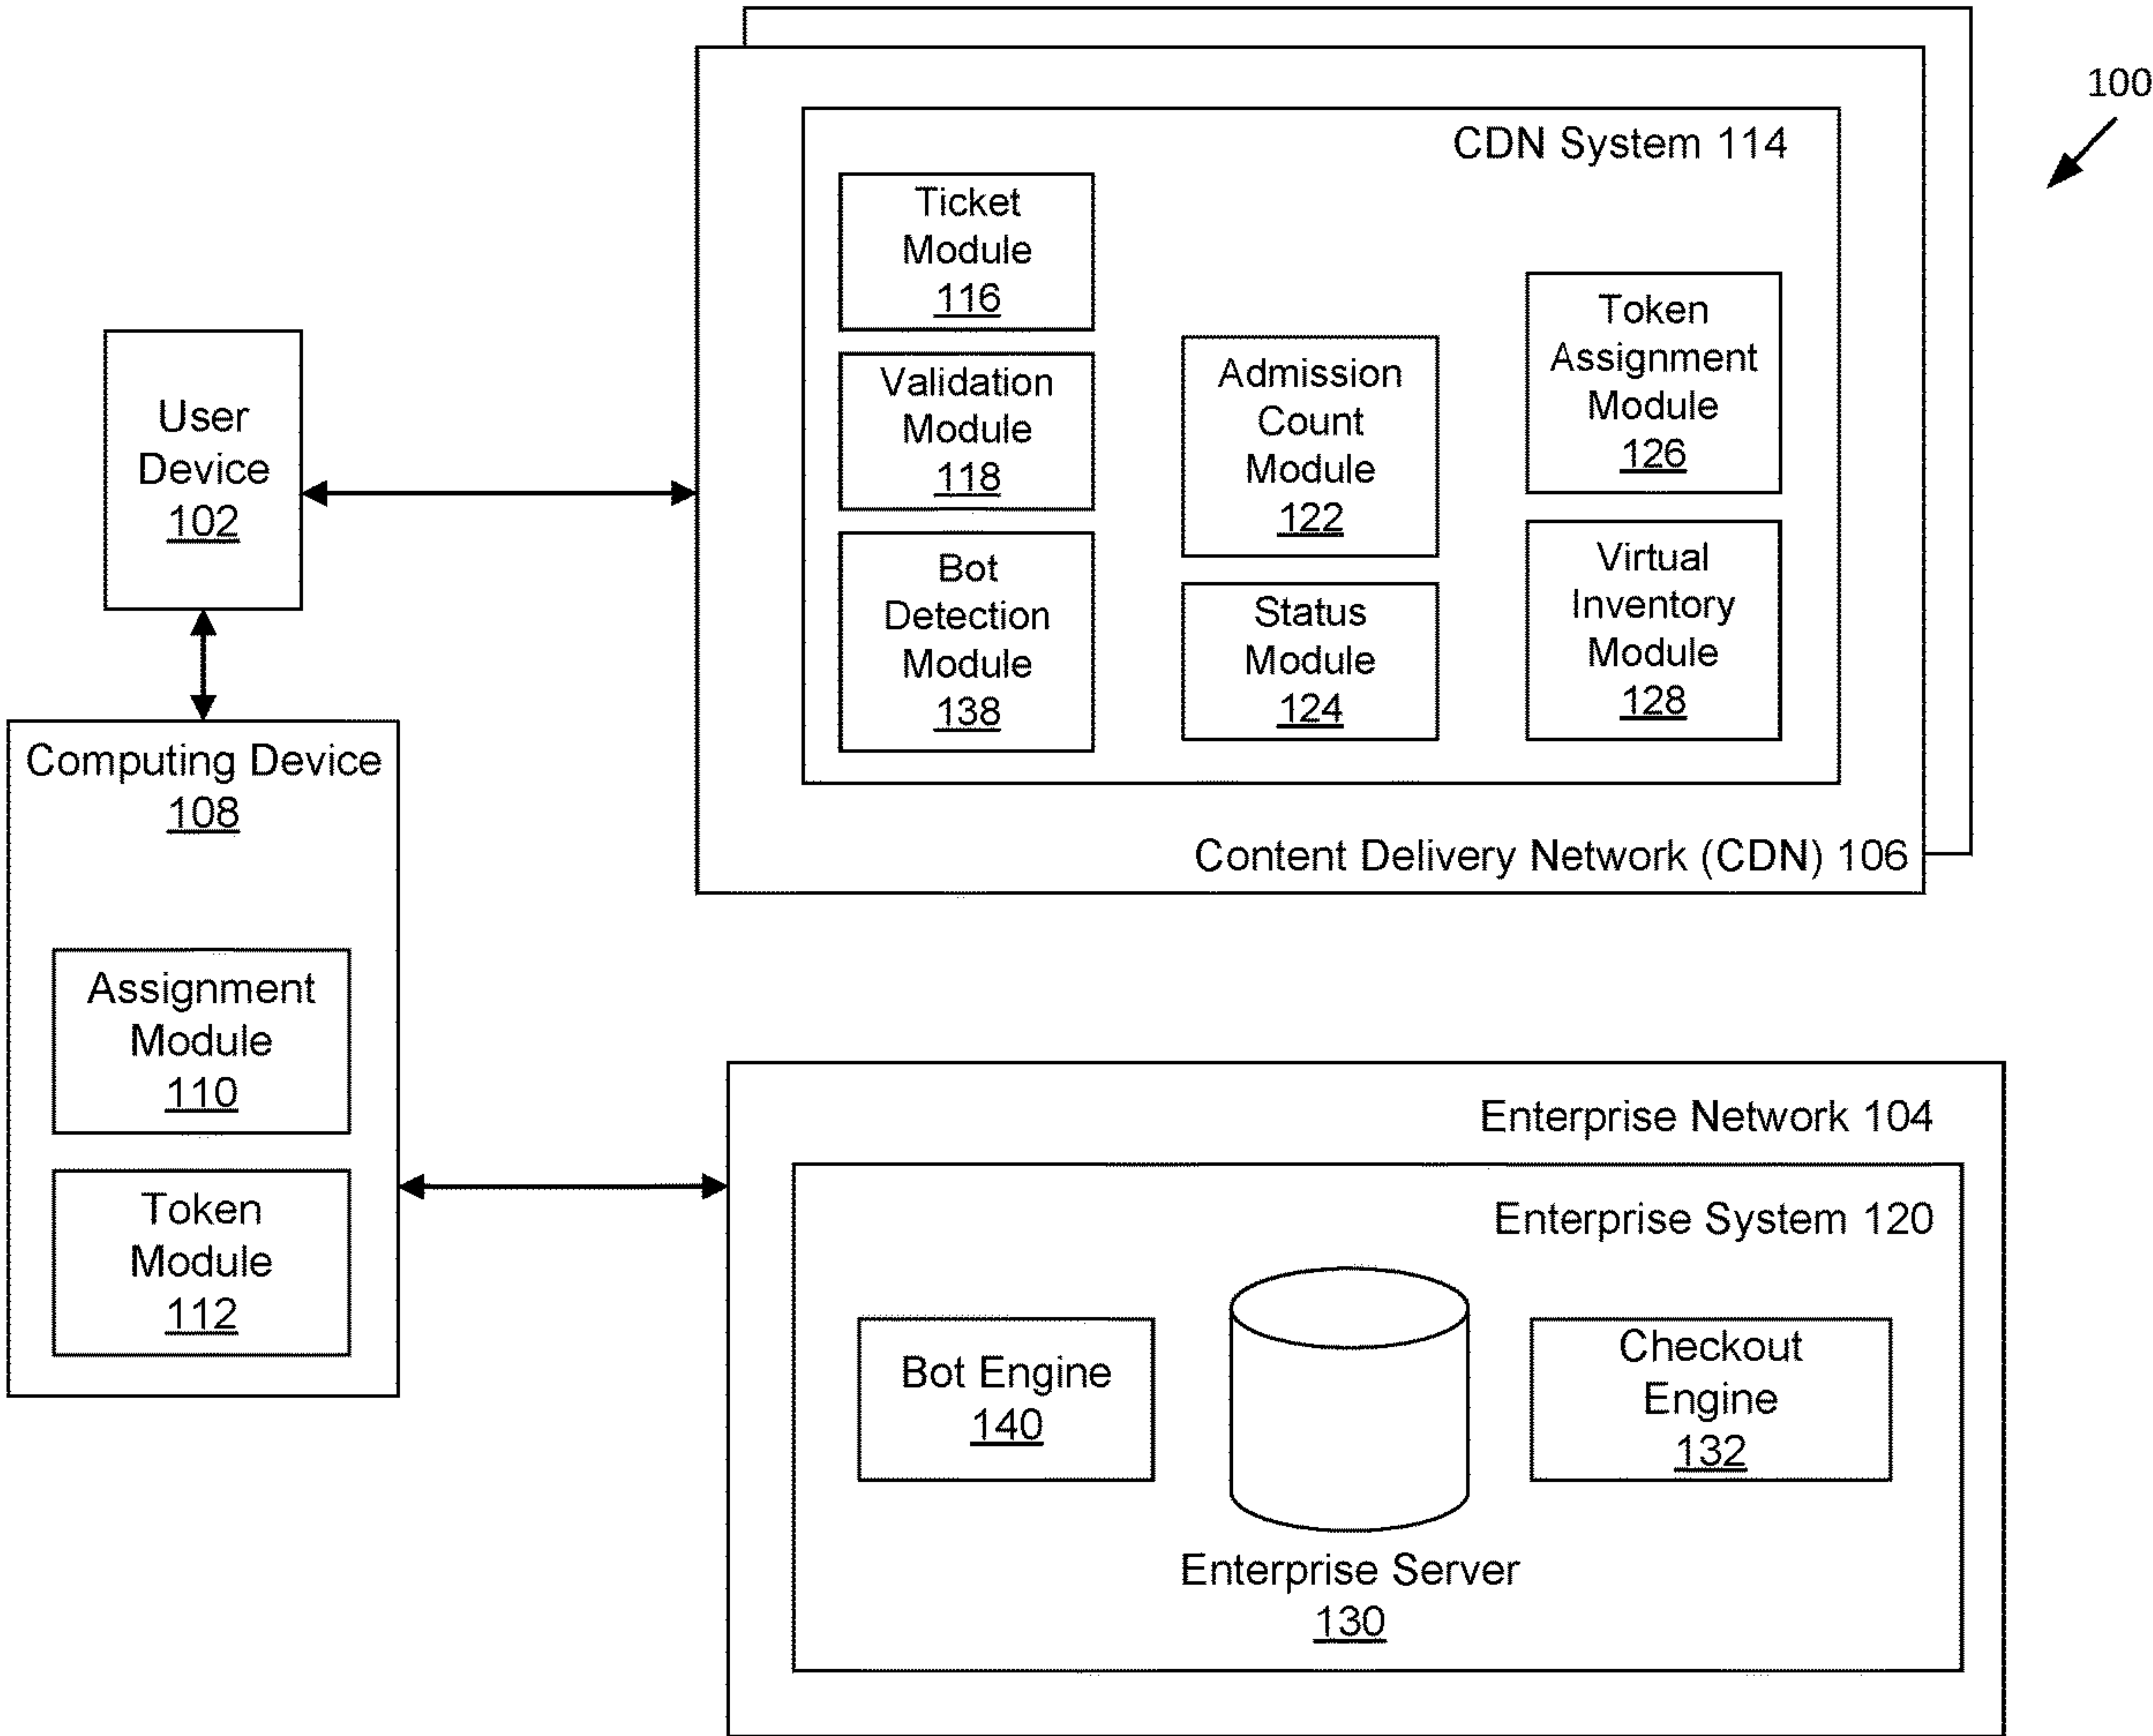 100
CDN System 114
Ticket
Module
116
Validation
Module
118
Bot
Detection
Module
138
Admission
Count
Module
122
Status
Module
124
Token
Assignment
Module
126
Virtual
Inventory
Module
128
Content Delivery Network (CDN) 106
User
Device
102
Computing Device
108
Assignment
Module
110
Token
Module
112
Enterprise Network 104
Enterprise System 120
Bot Engine
140
Enterprise Server
130
Checkout
Engine
132